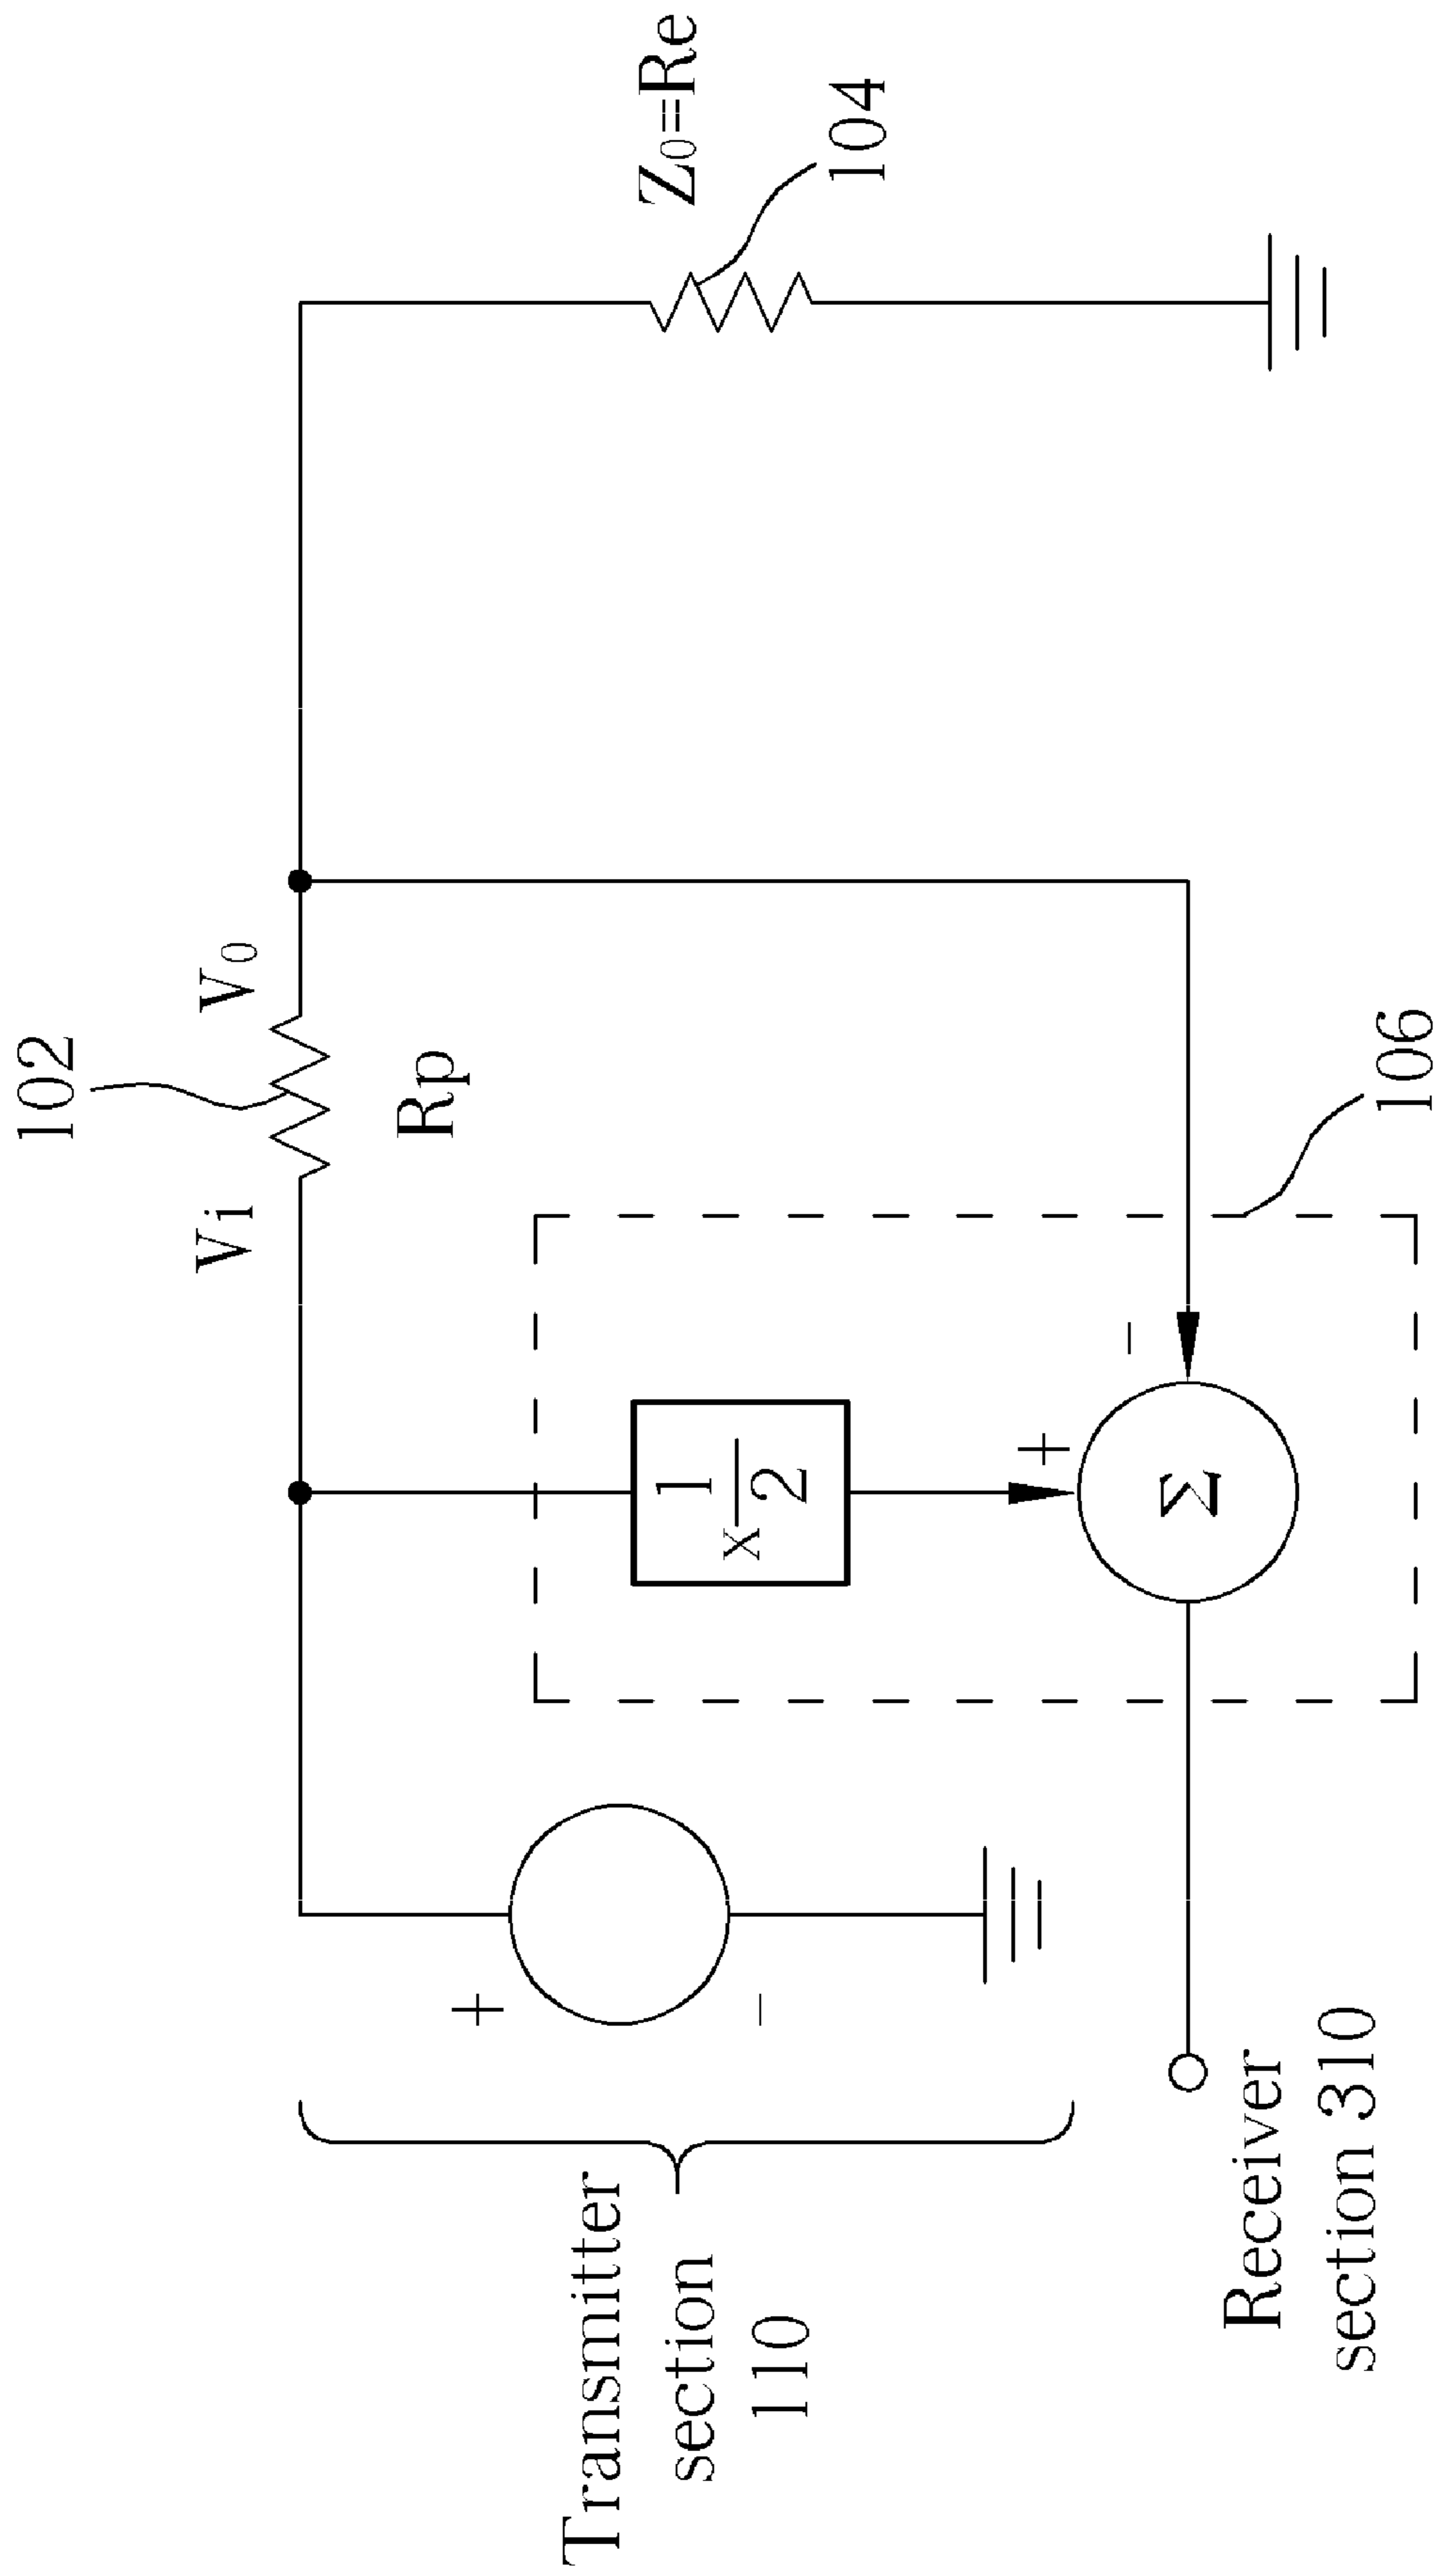 102
Vi
V₀
Rp
Z₀=Re
104
+
-
x 1/2
+
-
Σ
106
Transmitter
section
110
Receiver
section 310